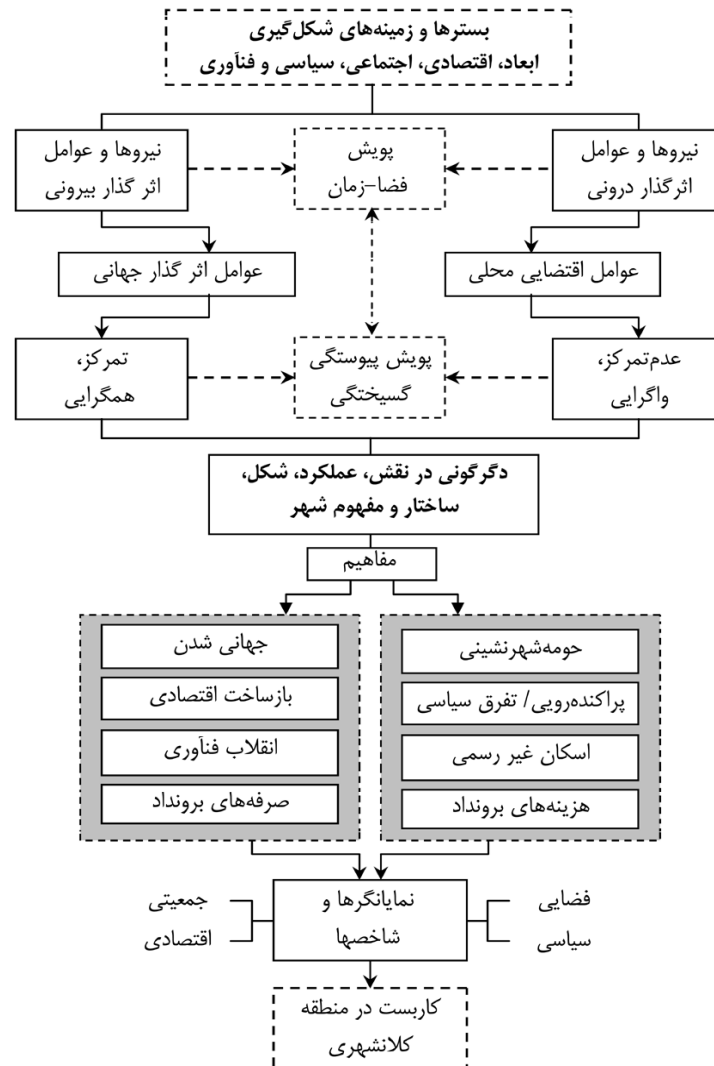 بسترها و زمینه‌های شکل‌گیری
ابعاد، اقتصادی، اجتماعی، سیاسی و فنآوری
نیروها و عوامل
اثرگذار درونی
پویش
فضا-زمان
نیروها و عوامل
اثر گذار بیرونی
عوامل اقتضایی محلی
عوامل اثر گذار جهانی
عدم‌تمرکز،
واگرایی
پویش پیوستگی
گسیختگی
تمرکز،
همگرایی
دگرگونی در نقش، عملکرد، شکل،
ساختار و مفهوم شهر
مفاهیم
حومه‌شهرنشینی
پراکنده‌رویی/ تفرق سیاسی
اسکان غیر رسمی
هزینه‌های برونداد
جهانی شدن
بازساخت اقتصادی
انقلاب فنآوری
صرفه‌های برونداد
فضایی
سیاسی
نمایانگرها و
شاخصها
جمعیتی
اقتصادی
کاربست در منطقه
کلانشهری